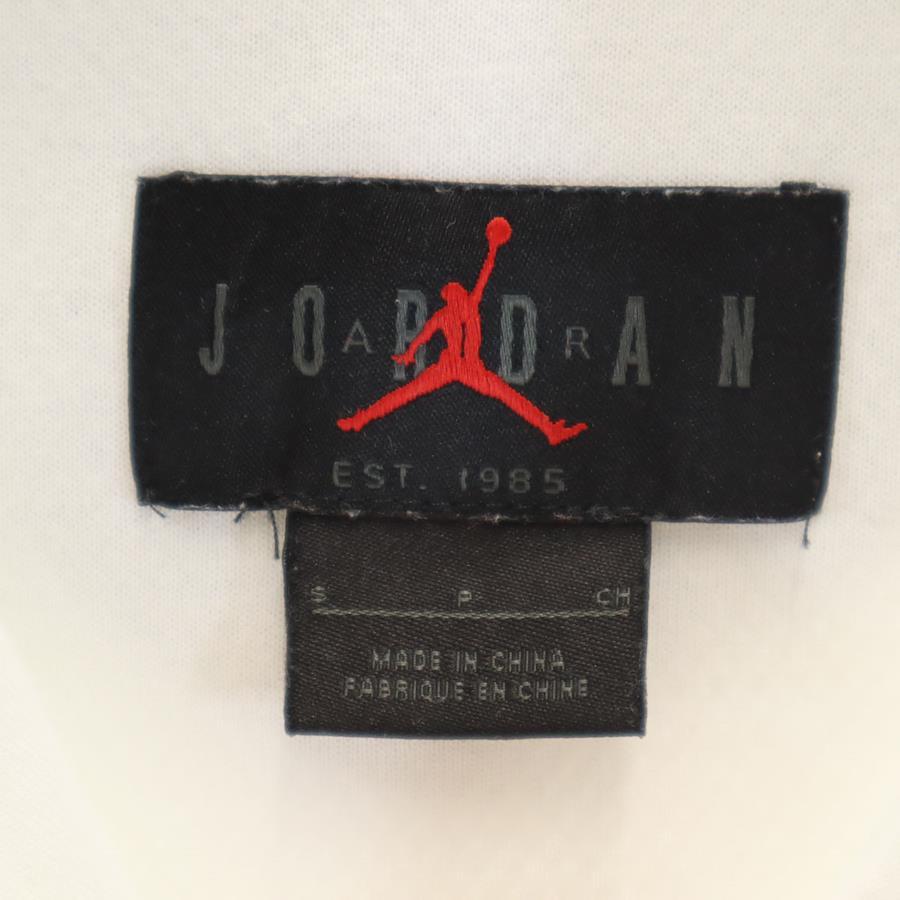 JORDAN
AIR
EST. 1985
S P CH
MADE IN CHINA
FABRIQUE EN CHINE